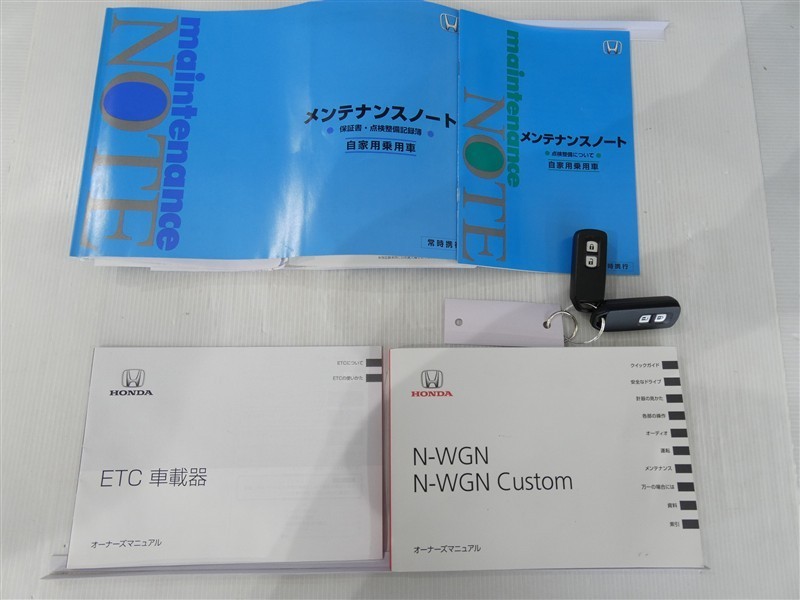 maintenance
NOTE
メンテナンスノート
保証書・点検整備記録簿
自家用乗用車
常時携行
maintenance
NOTE
メンテナンスノート
点検整備について
自家用乗用車
時携行
HONDA
ETCについて
ETCの使いかた
ETC 車載器
オーナーズマニュアル
HONDA
N-WGN
N-WGN Custom
オーナーズマニュアル
クイックガイド
安全なドライブ
計器の見かた
各部の操作
オーディオ
運転
メンテナンス
万一の場合には
資料
索引